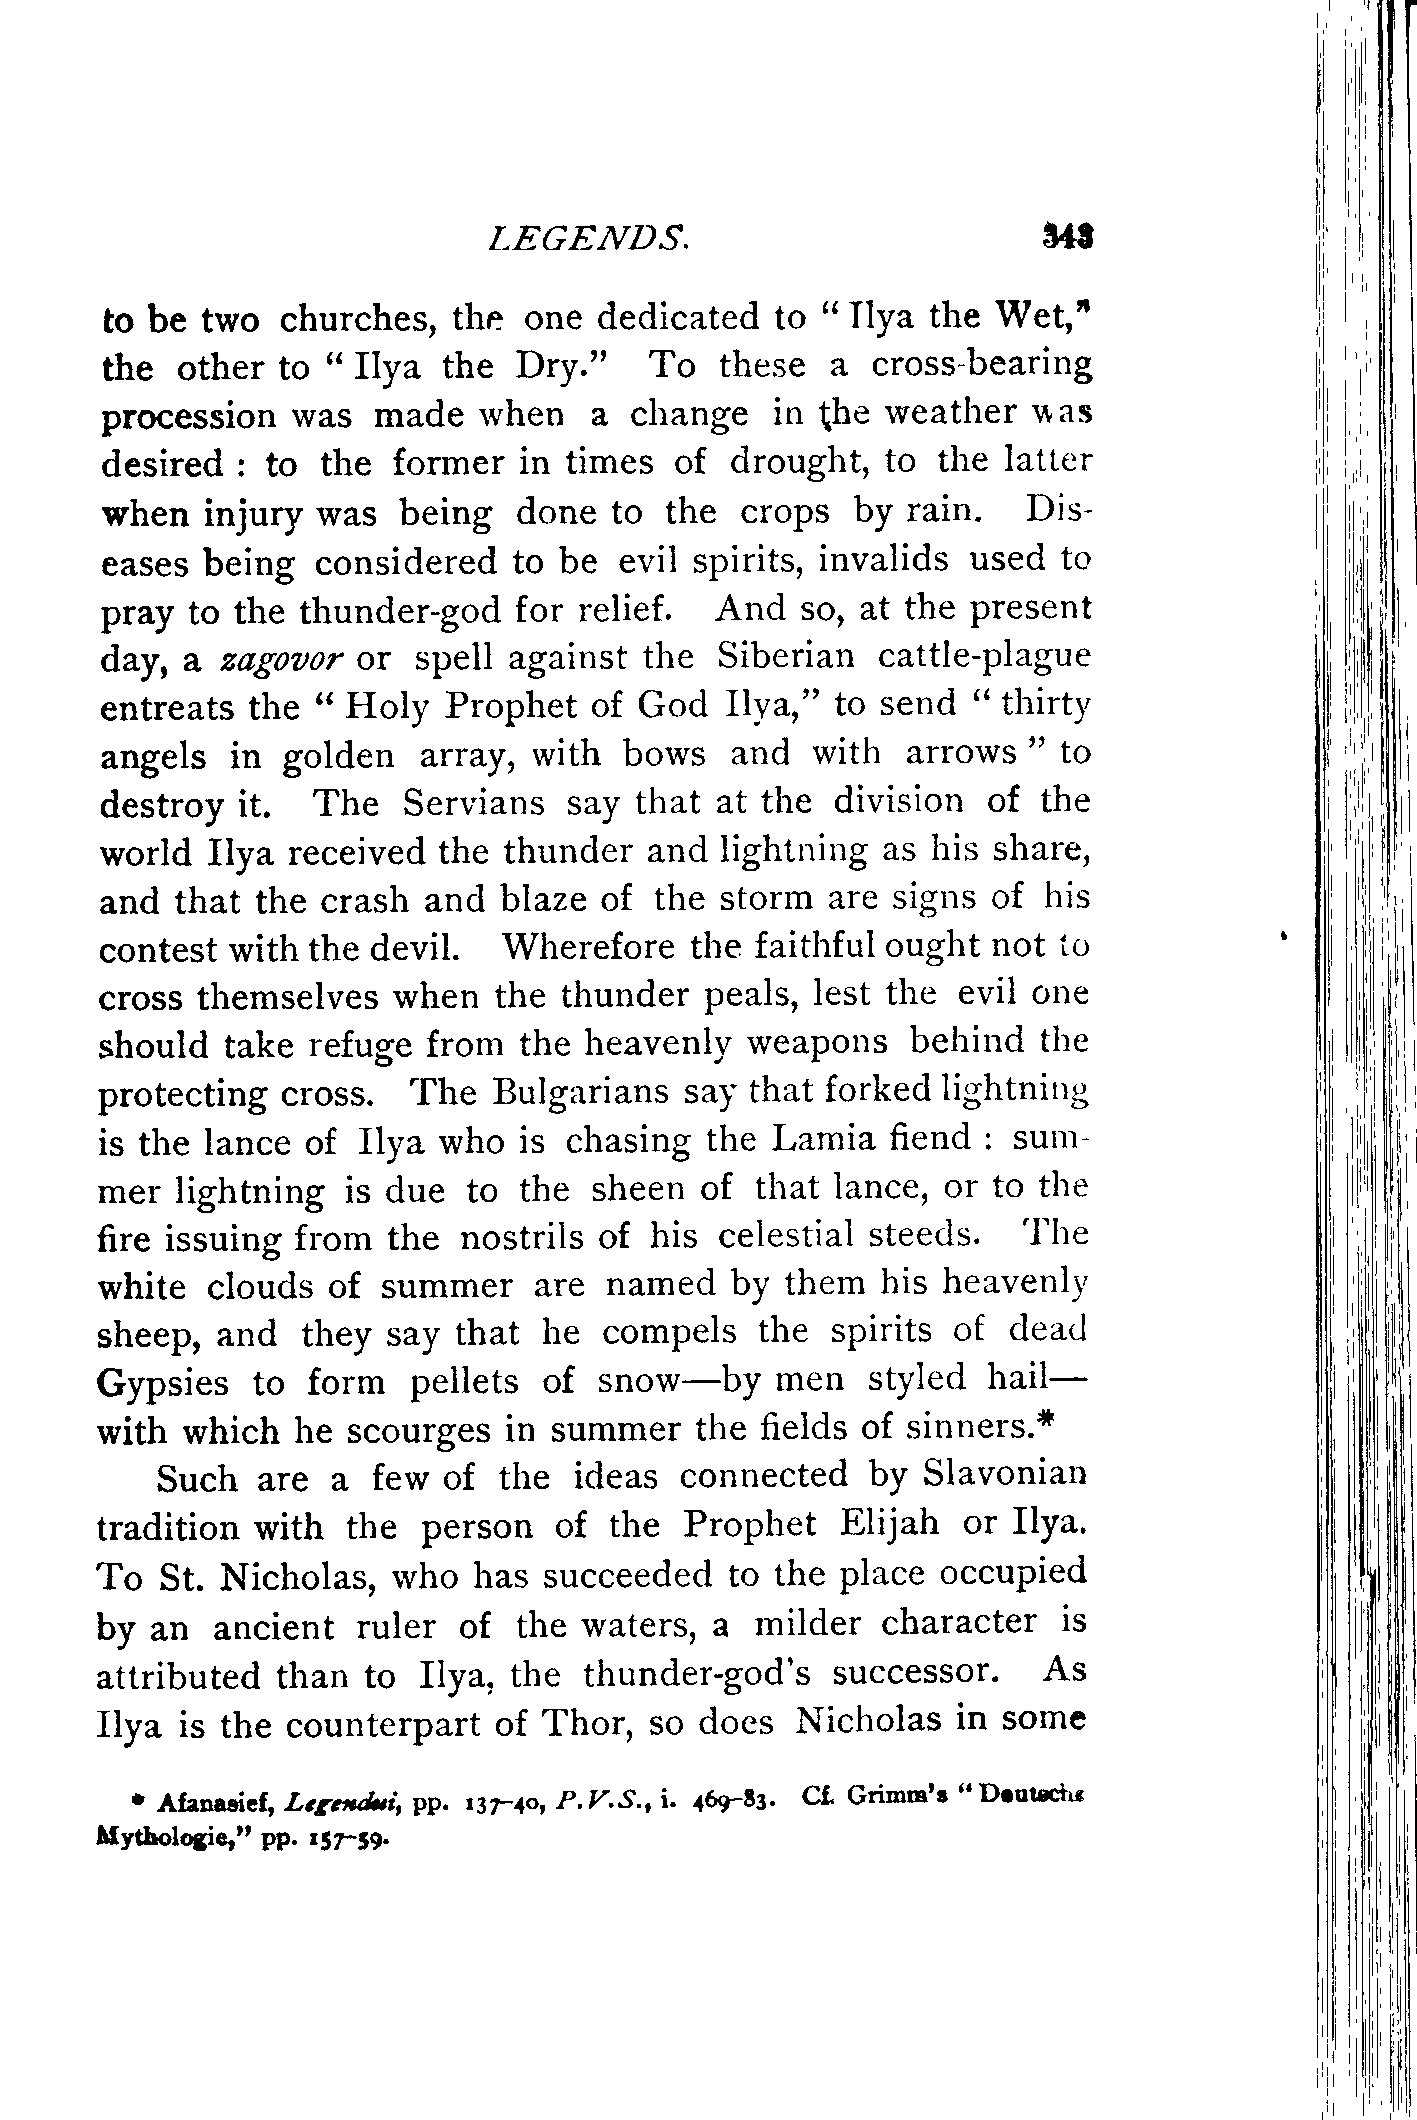 LEGENDS. 343
to be two churches, the one dedicated to “ Ilya the Wet,”
the other to “ Ilya the Dry.” To these a cross-bearing
procession was made when a change in the weather was
desired : to the former in times of drought, to the latter
when injury was being done to the crops by rain. Dis-
eases being considered to be evil spirits, invalids used to
pray to the thunder-god for relief. And so, at the present
day, a zagovor or spell against the Siberian cattle-plague
entreats the “ Holy Prophet of God Ilya,” to send “ thirty
angels in golden array, with bows and with arrows ” to
destroy it. The Servians say that at the division of the
world Ilya received the thunder and lightning as his share,
and that the crash and blaze of the storm are signs of his
contest with the devil. Wherefore the faithful ought not to
cross themselves when the thunder peals, lest the evil one
should take refuge from the heavenly weapons behind the
protecting cross. The Bulgarians say that forked lightning
is the lance of Ilya who is chasing the Lamia fiend : sum-
mer lightning is due to the sheen of that lance, or to the
fire issuing from the nostrils of his celestial steeds. The
white clouds of summer are named by them his heavenly
sheep, and they say that he compels the spirits of dead
Gypsies to form pellets of snow—by men styled hail—
with which he scourges in summer the fields of sinners.*
Such are a few of the ideas connected by Slavonian
tradition with the person of the Prophet Elijah or Ilya.
To St. Nicholas, who has succeeded to the place occupied
by an ancient ruler of the waters, a milder character is
attributed than to Ilya, the thunder-god's successor. As
Ilya is the counterpart of Thor, so does Nicholas in some
* Afanasief, Legendui, pp. 137–40, P.V.S., i. 469–83. Cf. Grimm's “ Deutsche
Mythologie,” pp. 157–59.